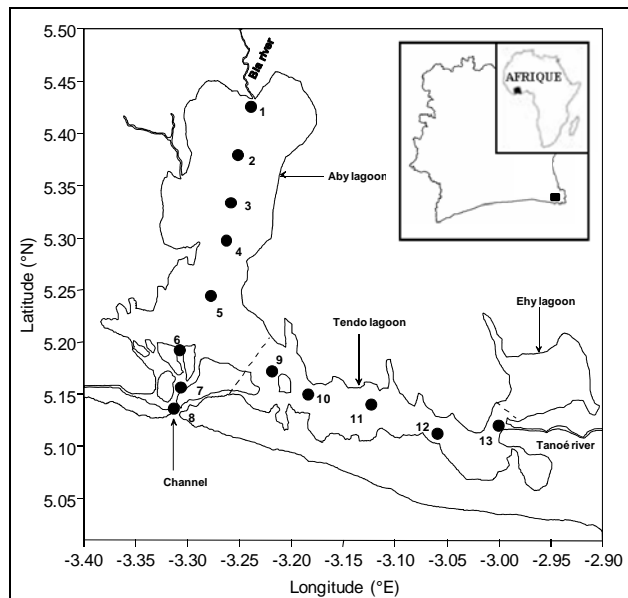 5.50
5.45
5.40
5.35
5.30
5.25
5.20
5.15
5.10
5.05
Latitude (°N)
Bia river
AFRIQUE
1
2
Aby lagoon
3
4
5
Ehy lagoon
Tendo lagoon
6
9
7
10
11
8
12
13
Tanoé river
Channel
-3.40 -3.35 -3.30 -3.25 -3.20 -3.15 -3.10 -3.05 -3.00 -2.95 -2.90
Longitude (°E)